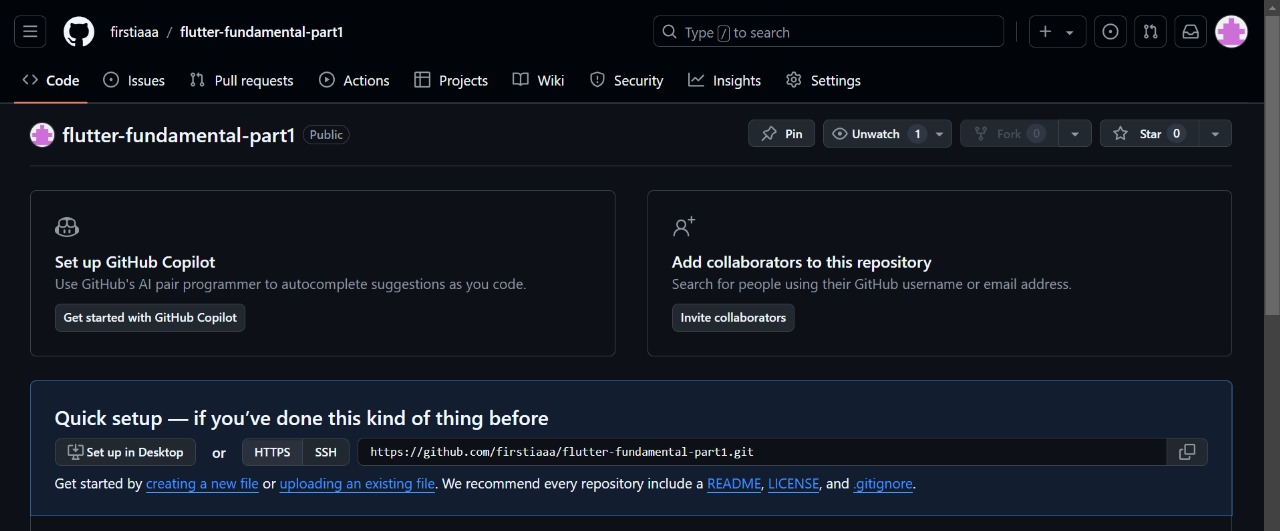 firstiaaa / flutter-fundamental-part1
Type / to search
Code Issues Pull requests Actions Projects Wiki Security Insights Settings
flutter-fundamental-part1 Public
Pin Unwatch 1 Fork 0 Star 0
Set up GitHub Copilot
Use GitHub's AI pair programmer to autocomplete suggestions as you code.
Get started with GitHub Copilot
Add collaborators to this repository
Search for people using their GitHub username or email address.
Invite collaborators
Quick setup — if you’ve done this kind of thing before
Set up in Desktop or HTTPS SSH https://github.com/firstiaaa/flutter-fundamental-part1.git
Get started by creating a new file or uploading an existing file. We recommend every repository include a README, LICENSE, and .gitignore.